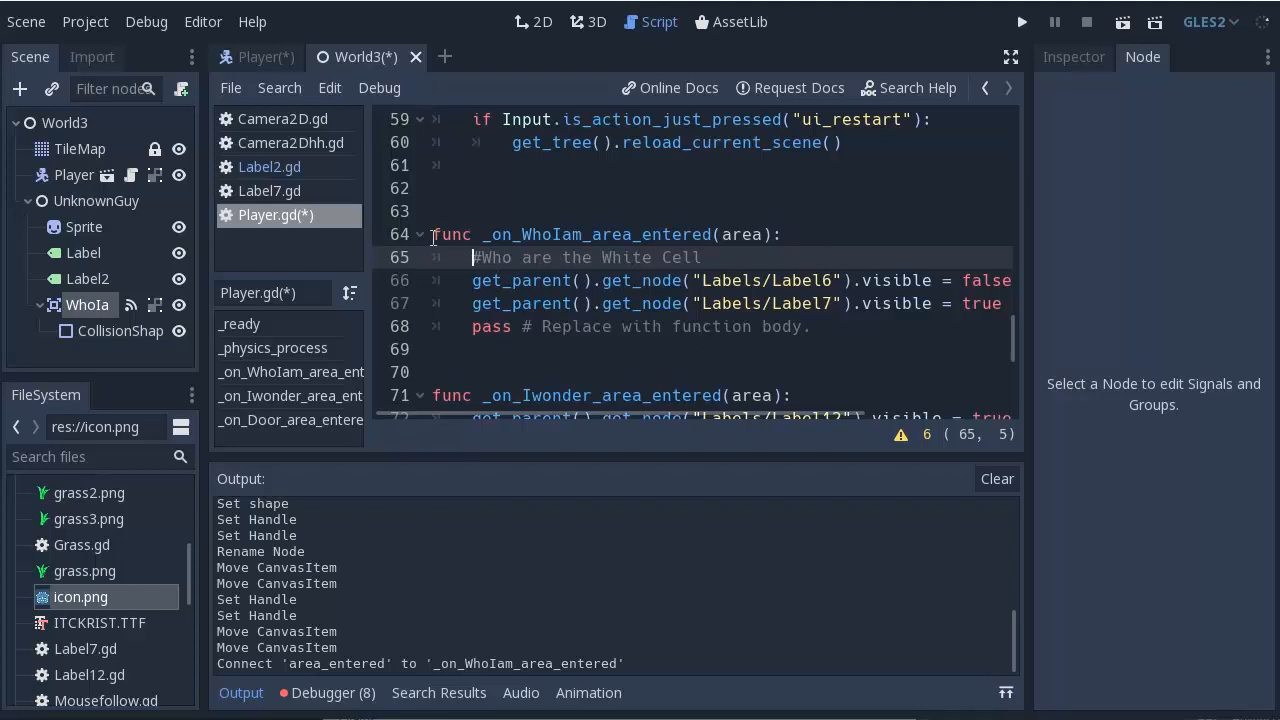 Scene Project Debug Editor Help 2D 3D Script AssetLib GLES2
Scene Import
Player(*) World3(*)
Inspector Node
Filter node
File Search Edit Debug Online Docs Request Docs Search Help
World3
TileMap
Player
UnknownGuy
Sprite
Label
Label2
WhoIa
CollisionShap
Camera2D.gd
Camera2Dhh.gd
Label2.gd
Label7.gd
Player.gd(*)
Player.gd(*)
_ready
_physics_process
_on_WhoIam_area_ent
_on_Iwonder_area_ent
_on_Door_area_entere
59 if Input.is_action_just_pressed("ui_restart"):
60 get_tree().reload_current_scene()
61
62
63
64 func _on_WhoIam_area_entered(area):
65 #Who are the White Cell
66 get_parent().get_node("Labels/Label6").visible = false
67 get_parent().get_node("Labels/Label7").visible = true
68 pass # Replace with function body.
69
70
71 func _on_Iwonder_area_entered(area):
72 get_parent().get_node("Labels/Label12").visible = true
6 ( 65, 5)
FileSystem
res://icon.png
Search files
grass2.png
grass3.png
Grass.gd
grass.png
icon.png
ITCKRIST.TTF
Label7.gd
Label12.gd
Mousefollow.gd
Output: Clear
Set shape
Set Handle
Set Handle
Rename Node
Move CanvasItem
Move CanvasItem
Set Handle
Set Handle
Move CanvasItem
Move CanvasItem
Connect 'area_entered' to '_on_WhoIam_area_entered'
Output Debugger (8) Search Results Audio Animation
Select a Node to edit Signals and
Groups.